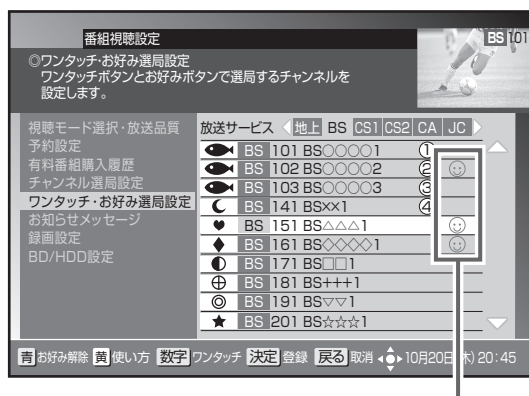 番組視聴設定
BS 101
◎ワンタッチ・お好み選局設定
ワンタッチボタンとお好みボタンで選局するチャンネルを
設定します。
視聴モード選択・放送品質
予約設定
有料番組購入履歴
チャンネル選局設定
ワンタッチ・お好み選局設定
お知らせメッセージ
録画設定
BD/HDD設定
放送サービス 地上 BS CS1 CS2 CA JC
BS 101 BS○○○○1 ①
BS 102 BS○○○○2 ②
BS 103 BS○○○○3 ③
BS 141 BS××1 ④
BS 151 BS△△△1
BS 161 BS◇◇◇◇1
BS 171 BS□□1
BS 181 BS+++1
BS 191 BS▽▽1
BS 201 BS☆☆☆1
青 お好み解除 黄 使い方 数字 ワンタッチ 決定 登録 戻る 取消 10月20日(木) 20:45